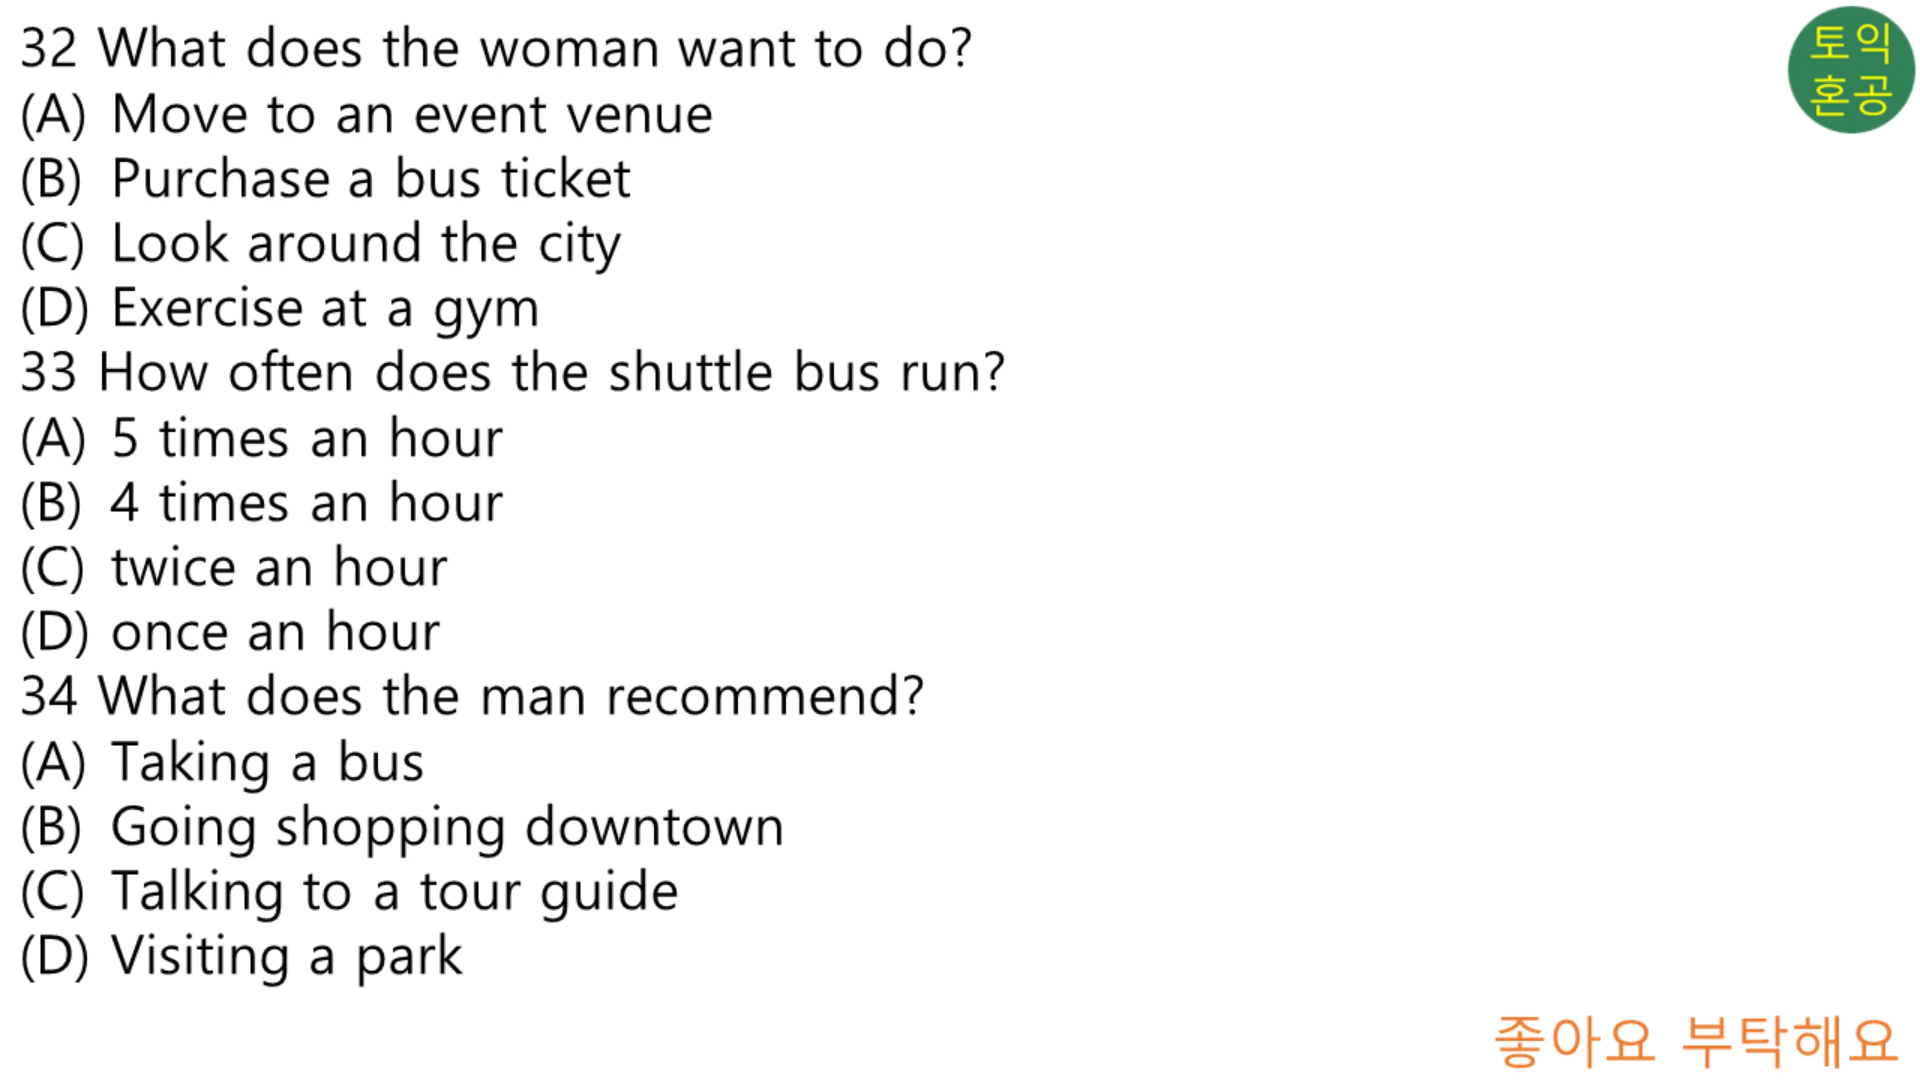 32 What does the woman want to do?
(A) Move to an event venue
(B) Purchase a bus ticket
(C) Look around the city
(D) Exercise at a gym
33 How often does the shuttle bus run?
(A) 5 times an hour
(B) 4 times an hour
(C) twice an hour
(D) once an hour
34 What does the man recommend?
(A) Taking a bus
(B) Going shopping downtown
(C) Talking to a tour guide
(D) Visiting a park
토익
혼공
좋아요 부탁해요